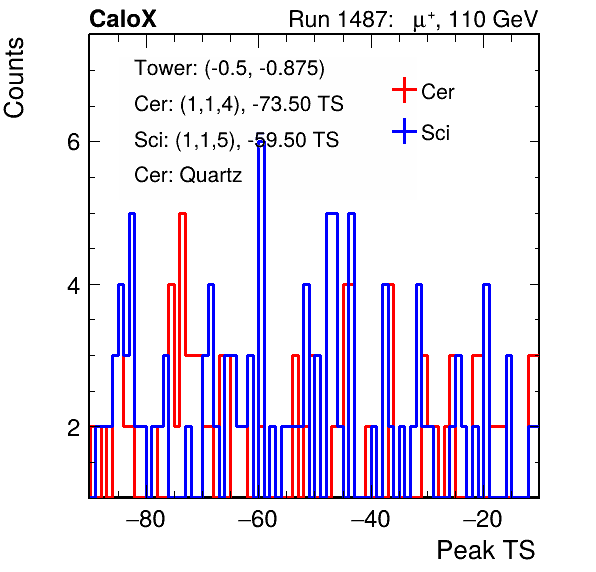 CaloX Run 1487: μ⁺, 110 GeV
Counts
Tower: (-0.5, -0.875)
Cer: (1,1,4), -73.50 TS
Sci: (1,1,5), -59.50 TS
Cer: Quartz
Cer
Sci
6
4
2
−80 −60 −40 −20
Peak TS